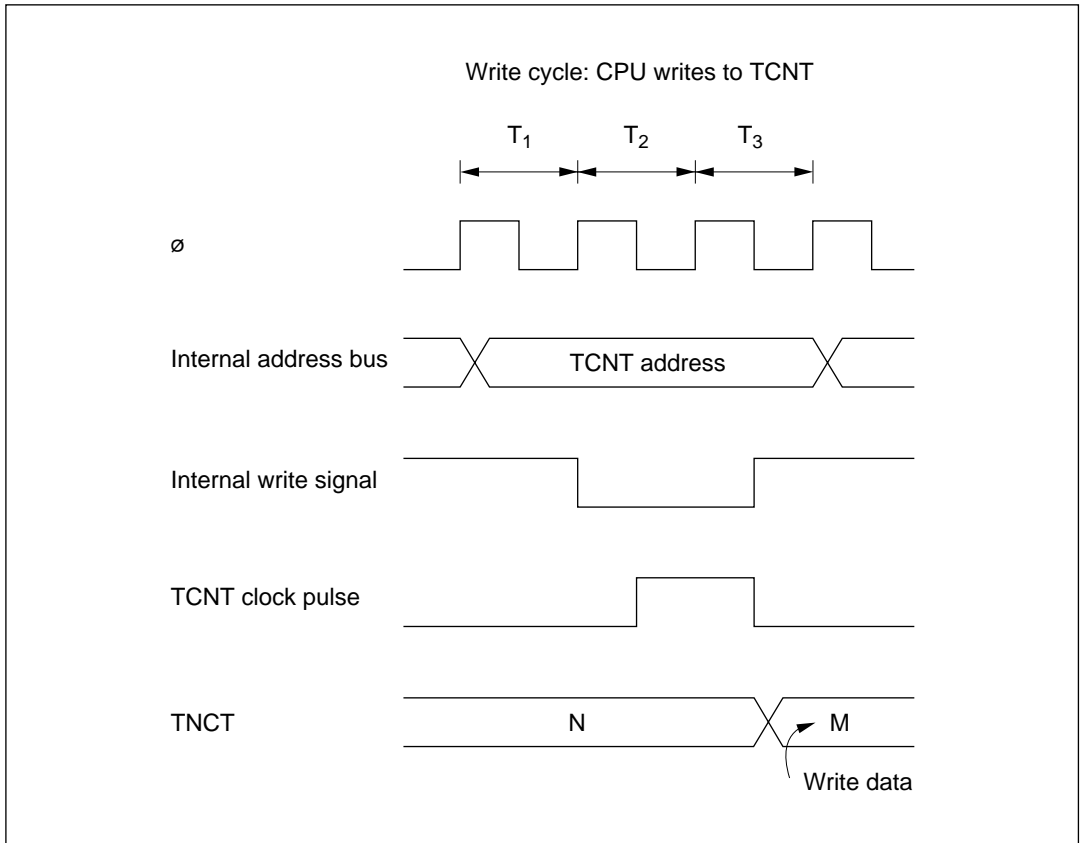 Write cycle: CPU writes to TCNT
T1 T2 T3
ø
Internal address bus TCNT address
Internal write signal
TCNT clock pulse
TNCT N M
Write data